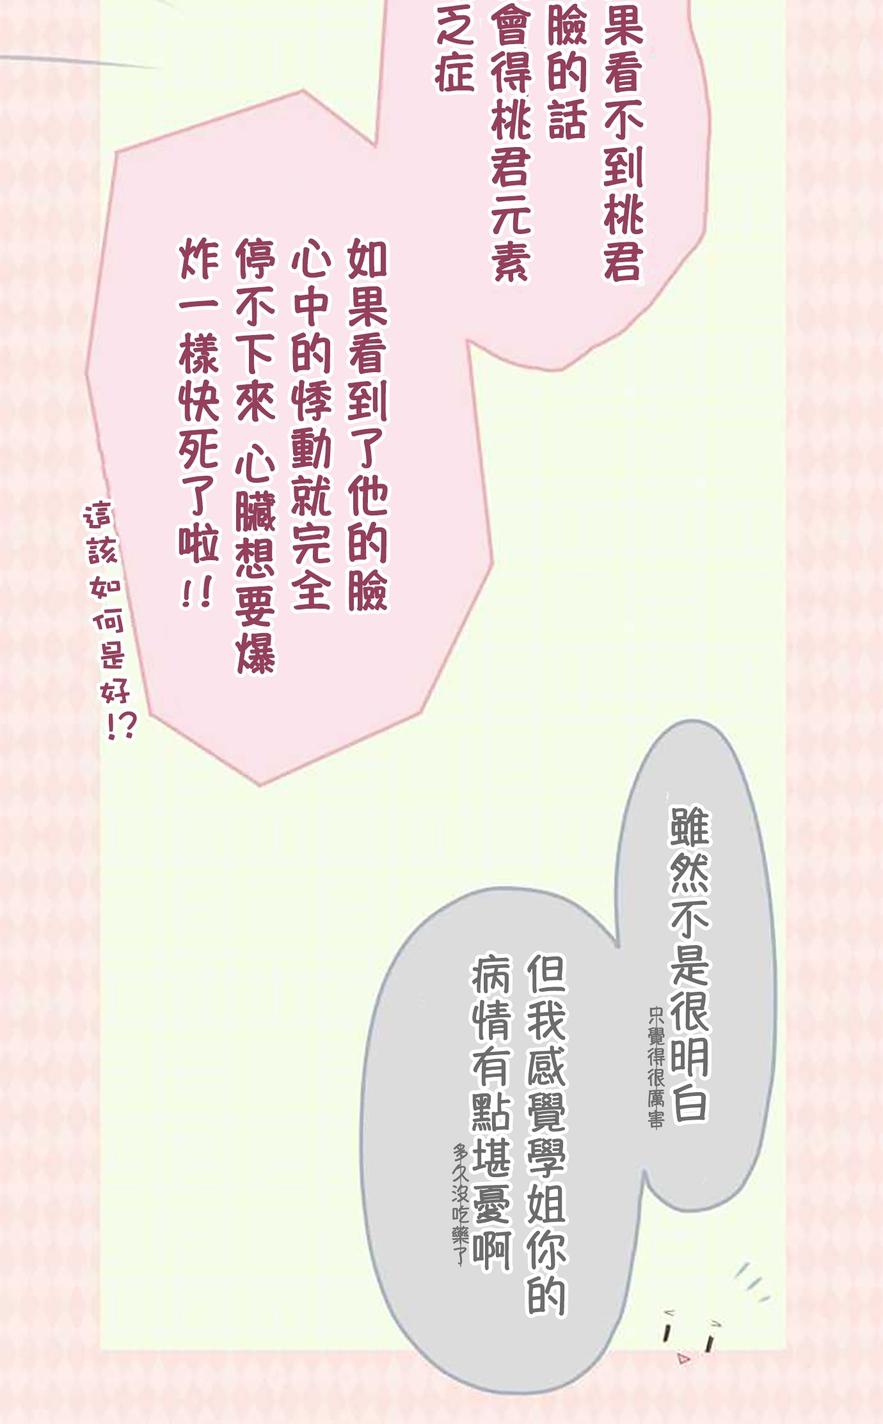 果看不到桃君
臉的話
會得桃君元素
乏症
如果看到了他的臉
心中的悸動就完全
停不下來 心臟想要爆
炸一樣快死了啦!!
這該如何是好!?
雖然不是很明白
只覺得很厲害
但我感覺學姐你的
病情有點堪憂啊
多久沒吃藥了